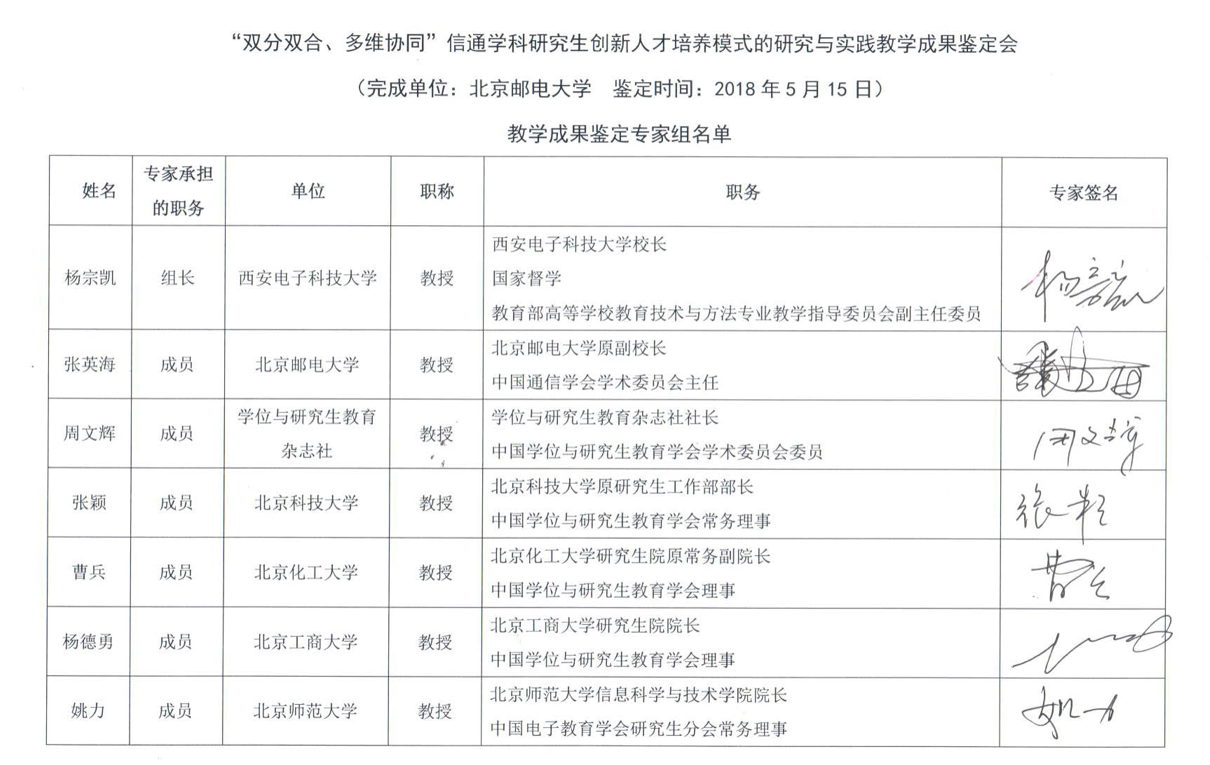 “双分双合、多维协同”信通学科研究生创新人才培养模式的研究与实践教学成果鉴定会
（完成单位：北京邮电大学 鉴定时间：2018年5月15日）
教学成果鉴定专家组名单
姓名 专家承担的职务 单位 职称 职务 专家签名
杨宗凯 组长 西安电子科技大学 教授 西安电子科技大学校长
国家督学
教育部高等学校教育技术与方法专业教学指导委员会副主任委员
张英海 成员 北京邮电大学 教授 北京邮电大学原副校长
中国通信学会学术委员会主任
周文辉 成员 学位与研究生教育杂志社 教授 学位与研究生教育杂志社社长
中国学位与研究生教育学会学术委员会委员
周文辉
张颖 成员 北京科技大学 教授 北京科技大学原研究生工作部部长
中国学位与研究生教育学会常务理事
张颖
曹兵 成员 北京化工大学 教授 北京化工大学研究生院原常务副院长
中国学位与研究生教育学会理事
曹兵
杨德勇 成员 北京工商大学 教授 北京工商大学研究生院院长
中国学位与研究生教育学会理事
姚力 成员 北京师范大学 教授 北京师范大学信息科学与技术学院院长
中国电子教育学会研究生分会常务理事
姚力